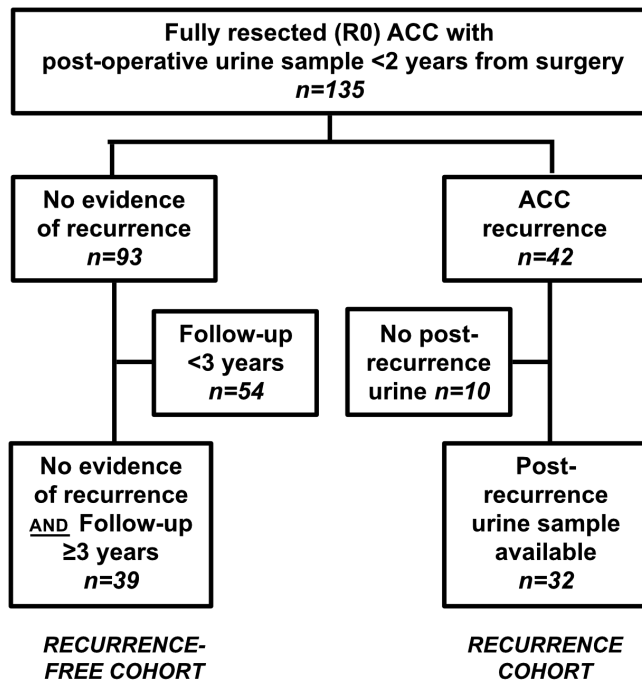 Fully resected (R0) ACC with
post-operative urine sample <2 years from surgery
n=135
No evidence
of recurrence
n=93
ACC
recurrence
n=42
Follow-up
<3 years
n=54
No post-
recurrence
urine n=10
No evidence
of recurrence
AND Follow-up
≥3 years
n=39
Post-
recurrence
urine sample
available
n=32
RECURRENCE-
FREE COHORT
RECURRENCE
COHORT